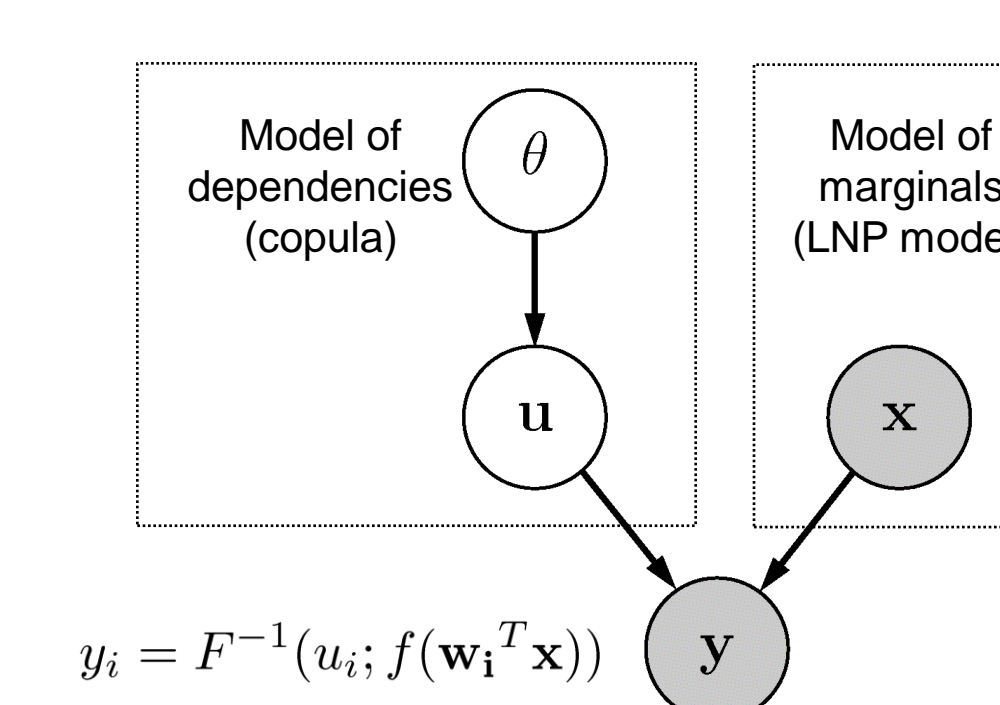 Model of
dependencies
(copula)
θ
u
Model of
marginals
(LNP mode
x
y
y_i = F^{-1}(u_i; f(w_i^T x))